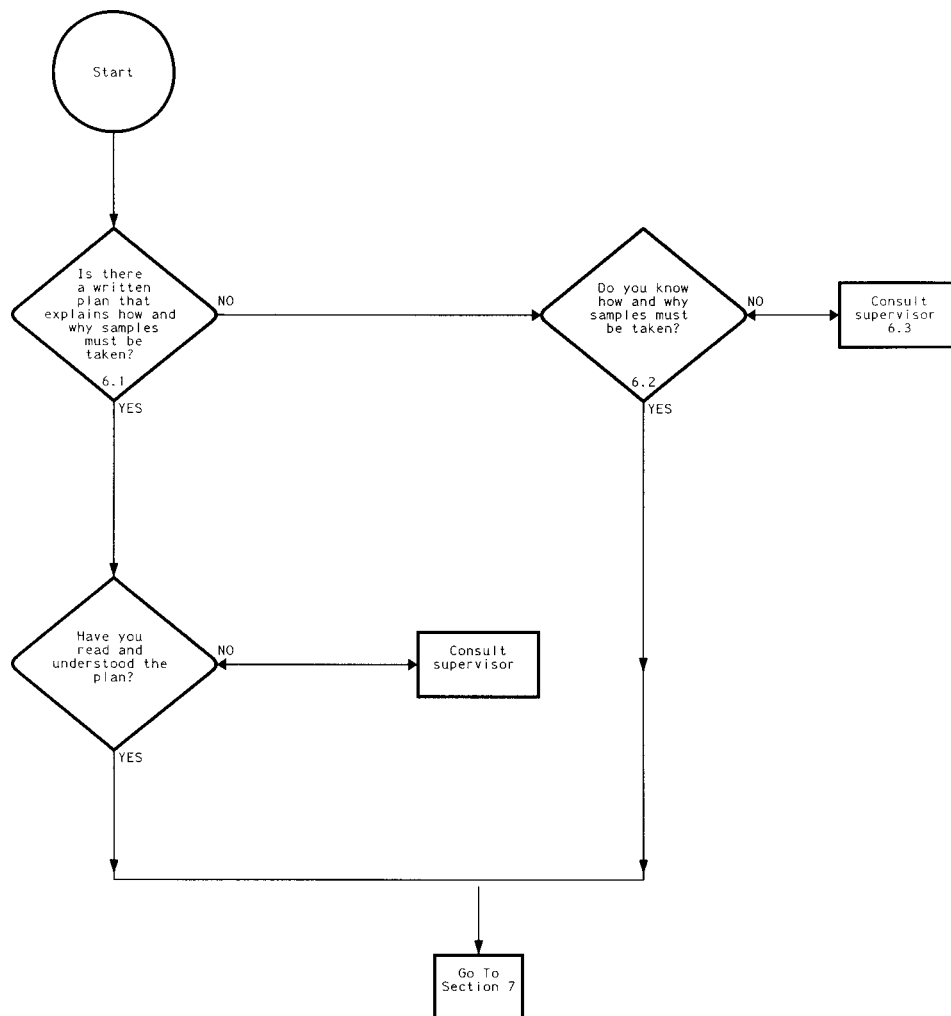 Start
Is there
a written
plan that
explains how and
why samples
must be
taken?
6.1
NO
YES
Do you know
how and why
samples must
be taken?
6.2
NO
YES
Consult
supervisor
6.3
Have you
read and
understood the
plan?
NO
YES
Consult
supervisor
Go To
Section 7